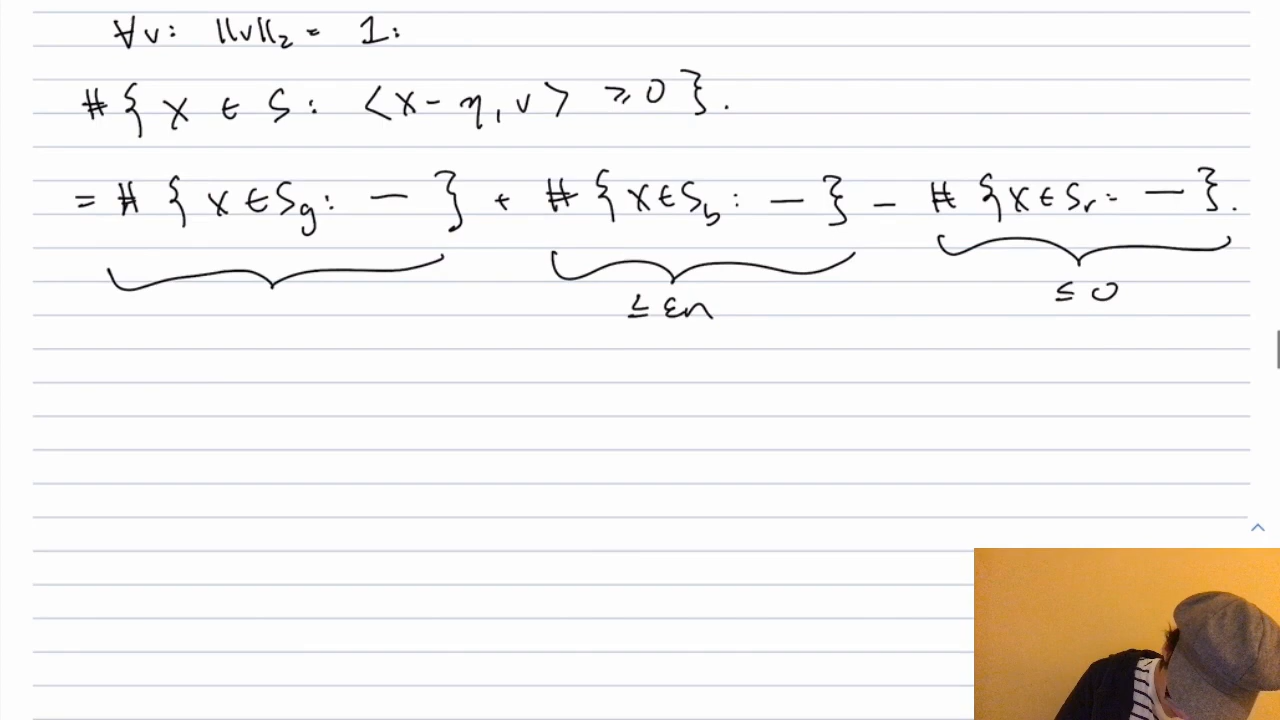 ∀v: ||v||₂ = 1:
# { x ∈ S: <x - η, v> ≥ 0 }.
= # { x ∈ S_g: — } + # { x ∈ S_b: — } - # { x ∈ S_r: — }.
≤ εn ≤ 0